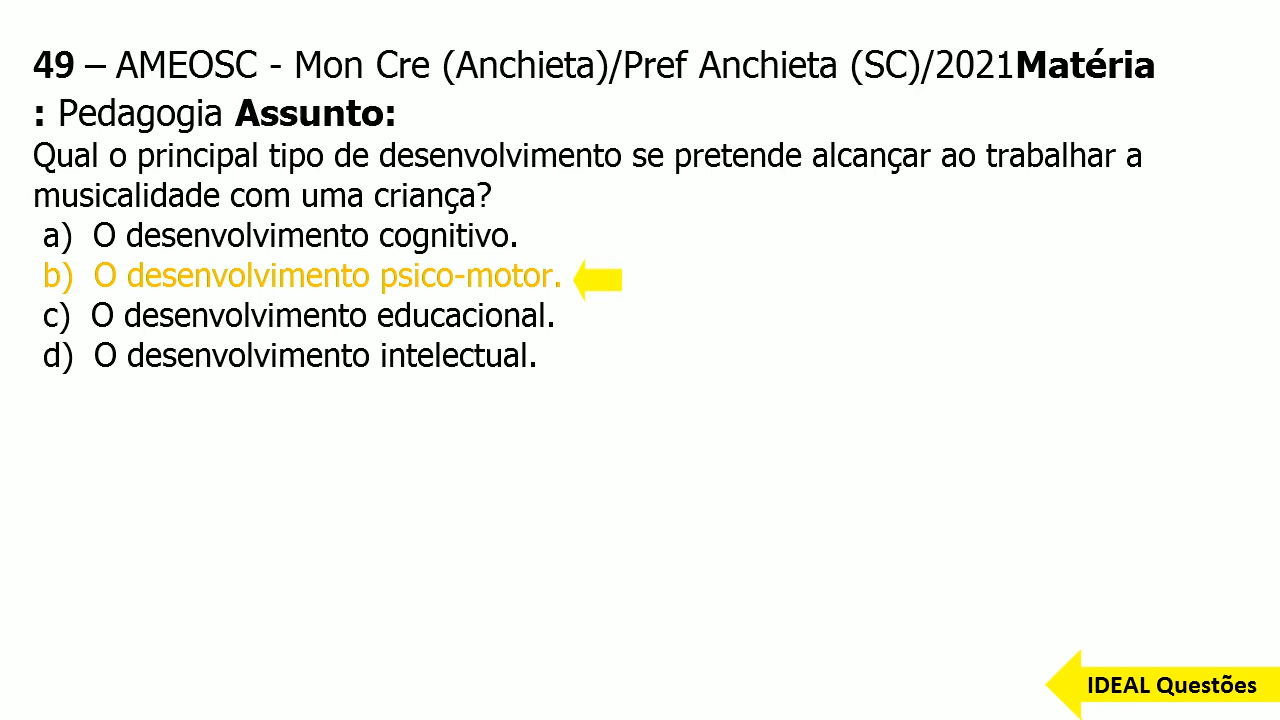 49 – AMEOSC - Mon Cre (Anchieta)/Pref Anchieta (SC)/2021Matéria
: Pedagogia Assunto:
Qual o principal tipo de desenvolvimento se pretende alcançar ao trabalhar a
musicalidade com uma criança?
a) O desenvolvimento cognitivo.
b) O desenvolvimento psico-motor.
c) O desenvolvimento educacional.
d) O desenvolvimento intelectual.
IDEAL Questões